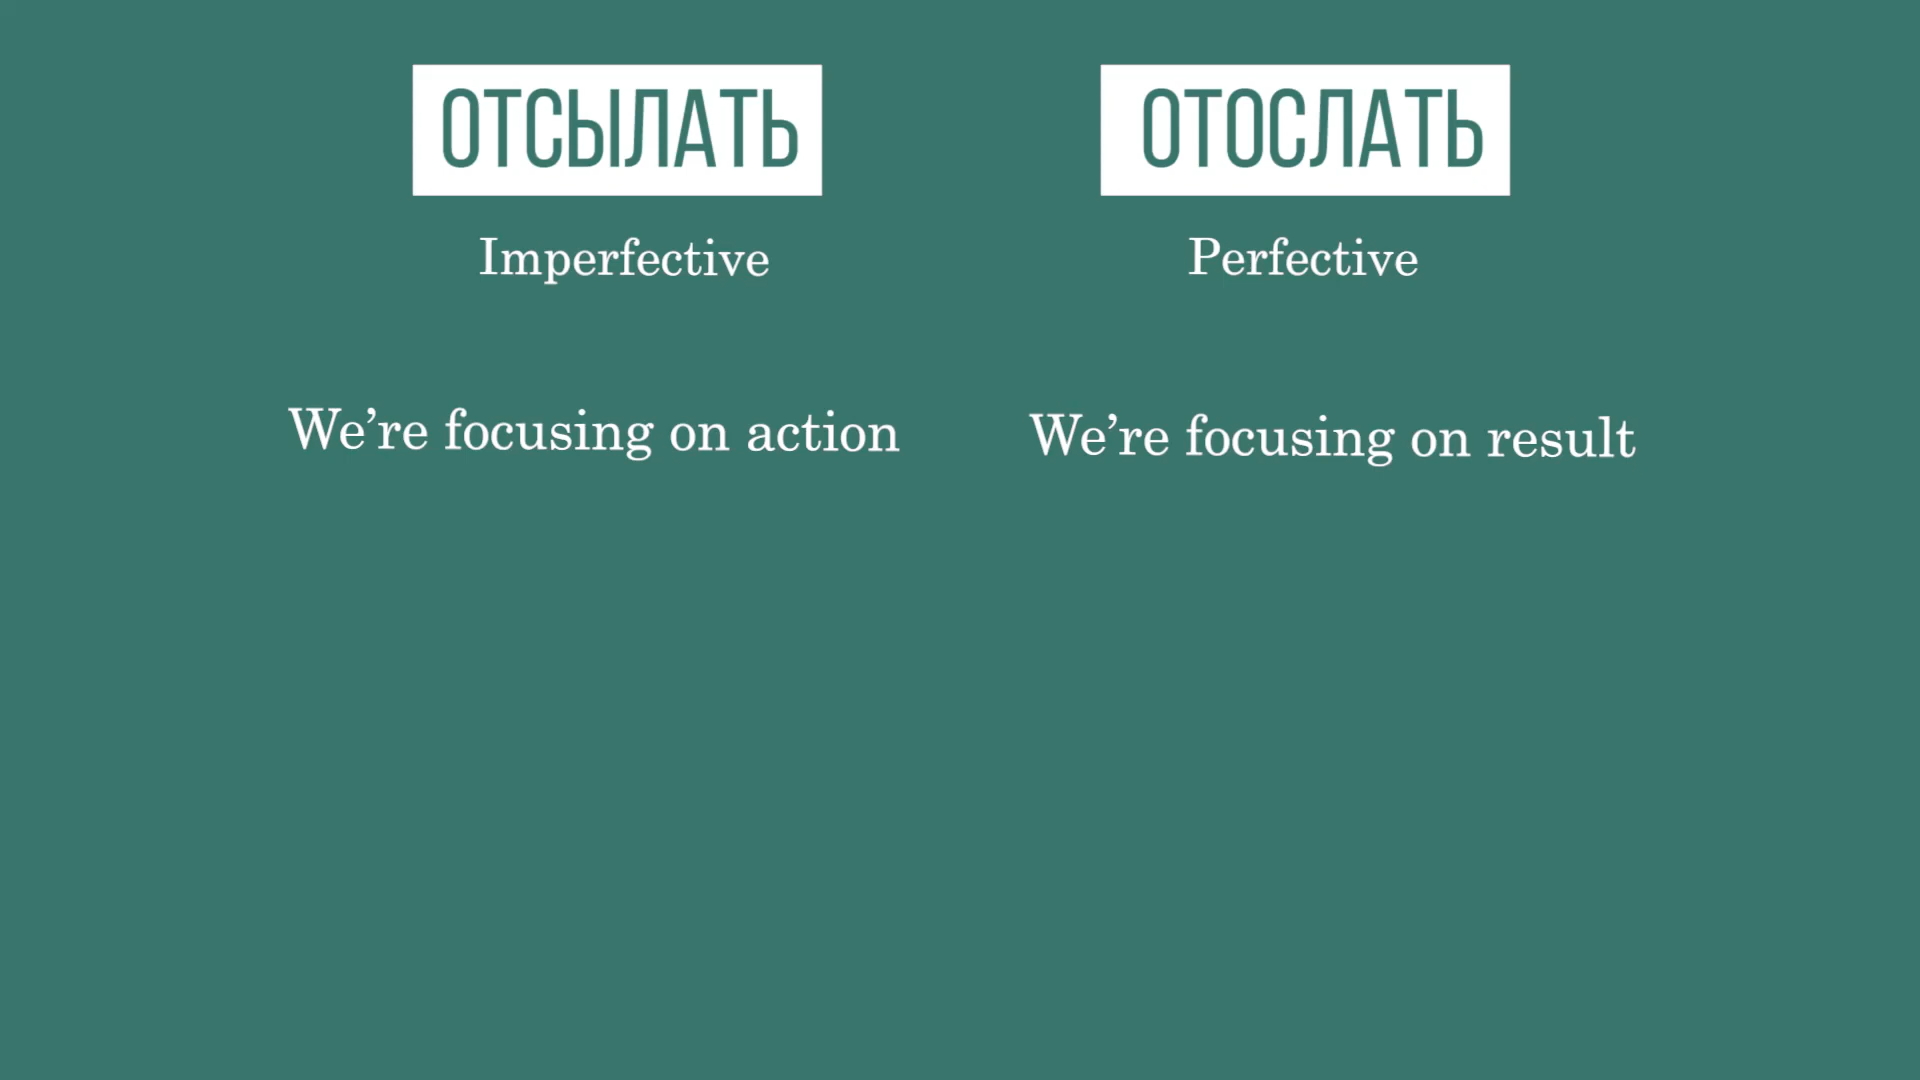 ОТСЫЛАТЬ
ОТОСЛАТЬ
Imperfective
Perfective
We’re focusing on action
We’re focusing on result